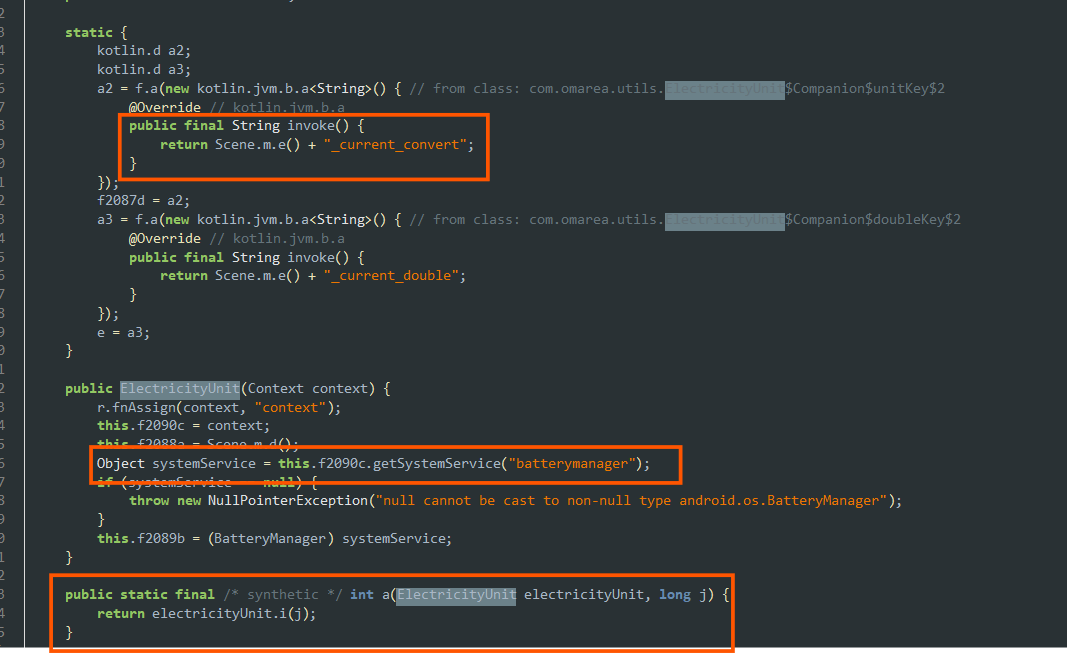 static {
kotlin.d a2;
kotlin.d a3;
a2 = f.a(new kotlin.jvm.b.a<String>() { // from class: com.omarea.utils.ElectricityUnit$Companion$unitKey$2
@Override // kotlin.jvm.b.a
public final String invoke() {
return Scene.m.e() + "_current_convert";
}
});
f2087d = a2;
a3 = f.a(new kotlin.jvm.b.a<String>() { // from class: com.omarea.utils.ElectricityUnit$Companion$doubleKey$2
@Override // kotlin.jvm.b.a
public final String invoke() {
return Scene.m.e() + "_current_double";
}
});
e = a3;
}
public ElectricityUnit(Context context) {
r.fnAssign(context, "context");
this.f2090c = context;
this.f2088a = Scene.m.d();
Object systemService = this.f2090c.getSystemService("batterymanager");
if (systemService == null) {
throw new NullPointerException("null cannot be cast to non-null type android.os.BatteryManager");
}
this.f2089b = (BatteryManager) systemService;
}
public static final /* synthetic */ int a(ElectricityUnit electricityUnit, long j) {
return electricityUnit.i(j);
}